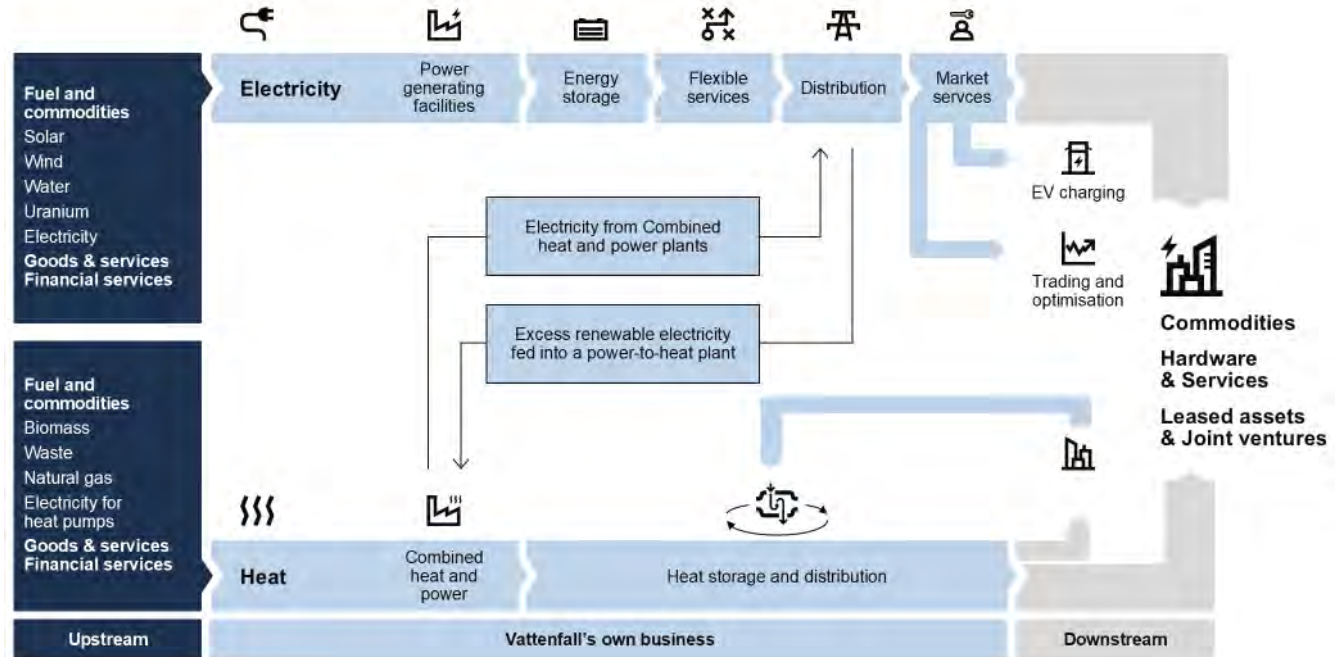 Electricity
Power
generating
facilities
Energy
storage
Flexible
services
Distribution
Market
servces
Fuel and
commodities
Solar
Wind
Water
Uranium
Electricity
Goods & services
Financial services
EV charging
Electricity from Combined
heat and power plants
Trading and
optimisation
Excess renewable electricity
fed into a power-to-heat plant
Commodities
Hardware
& Services
Leased assets
& Joint ventures
Fuel and
commodities
Biomass
Waste
Natural gas
Electricity for
heat pumps
Goods & services
Financial services
Heat
Combined
heat and
power
Heat storage and distribution
Upstream
Vattenfall's own business
Downstream